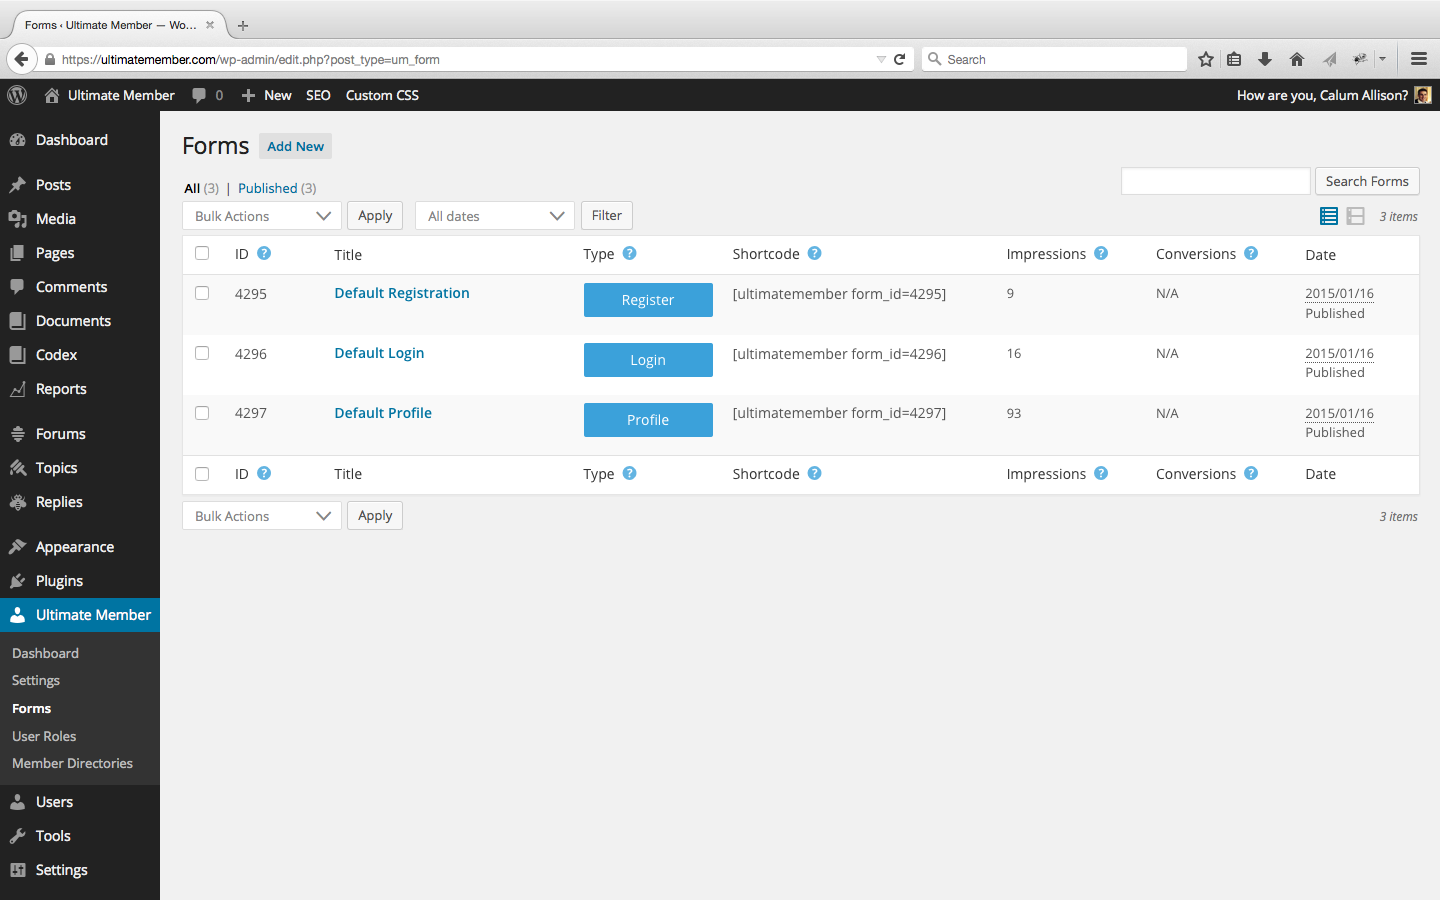 Forms ‹ Ultimate Member — Wo...
https://ultimatemember.com/wp-admin/edit.php?post_type=um_form
Search
Ultimate Member
0
New
SEO
Custom CSS
How are you, Calum Allison?
Dashboard
Posts
Media
Pages
Comments
Documents
Codex
Reports
Forums
Topics
Replies
Appearance
Plugins
Ultimate Member
Dashboard
Settings
Forms
User Roles
Member Directories
Users
Tools
Settings
Forms Add New
All (3) | Published (3)
Search Forms
Bulk Actions Apply All dates Filter
3 items
ID ? Title Type ? Shortcode ? Impressions ? Conversions ? Date
4295 Default Registration Register [ultimatemember form_id=4295] 9 N/A 2015/01/16
Published
4296 Default Login Login [ultimatemember form_id=4296] 16 N/A 2015/01/16
Published
4297 Default Profile Profile [ultimatemember form_id=4297] 93 N/A 2015/01/16
Published
ID ? Title Type ? Shortcode ? Impressions ? Conversions ? Date
Bulk Actions Apply
3 items